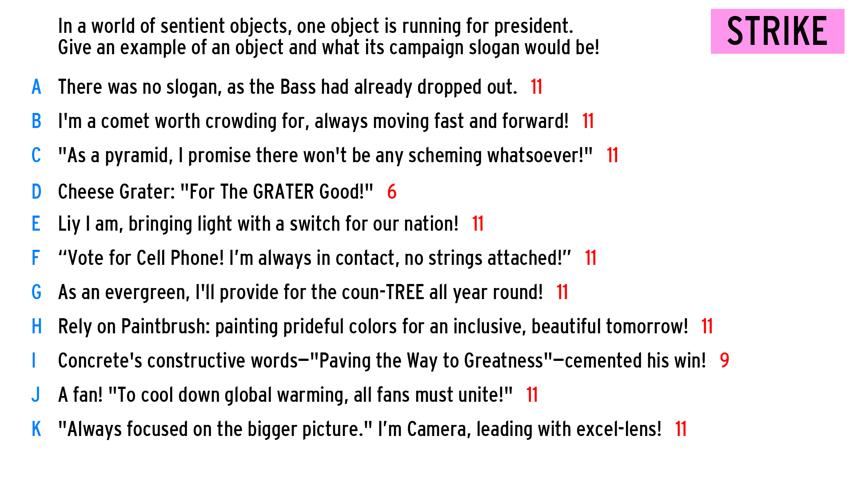 In a world of sentient objects, one object is running for president.
Give an example of an object and what its campaign slogan would be!
STRIKE
A There was no slogan, as the Bass had already dropped out. 11
B I'm a comet worth crowding for, always moving fast and forward! 11
C "As a pyramid, I promise there won't be any scheming whatsoever!" 11
D Cheese Grater: "For The GRATER Good!" 6
E Liy I am, bringing light with a switch for our nation! 11
F “Vote for Cell Phone! I’m always in contact, no strings attached!” 11
G As an evergreen, I'll provide for the coun-TREE all year round! 11
H Rely on Paintbrush: painting prideful colors for an inclusive, beautiful tomorrow! 11
I Concrete's constructive words—"Paving the Way to Greatness"—cemented his win! 9
J A fan! "To cool down global warming, all fans must unite!" 11
K "Always focused on the bigger picture." I’m Camera, leading with excel-lens! 11